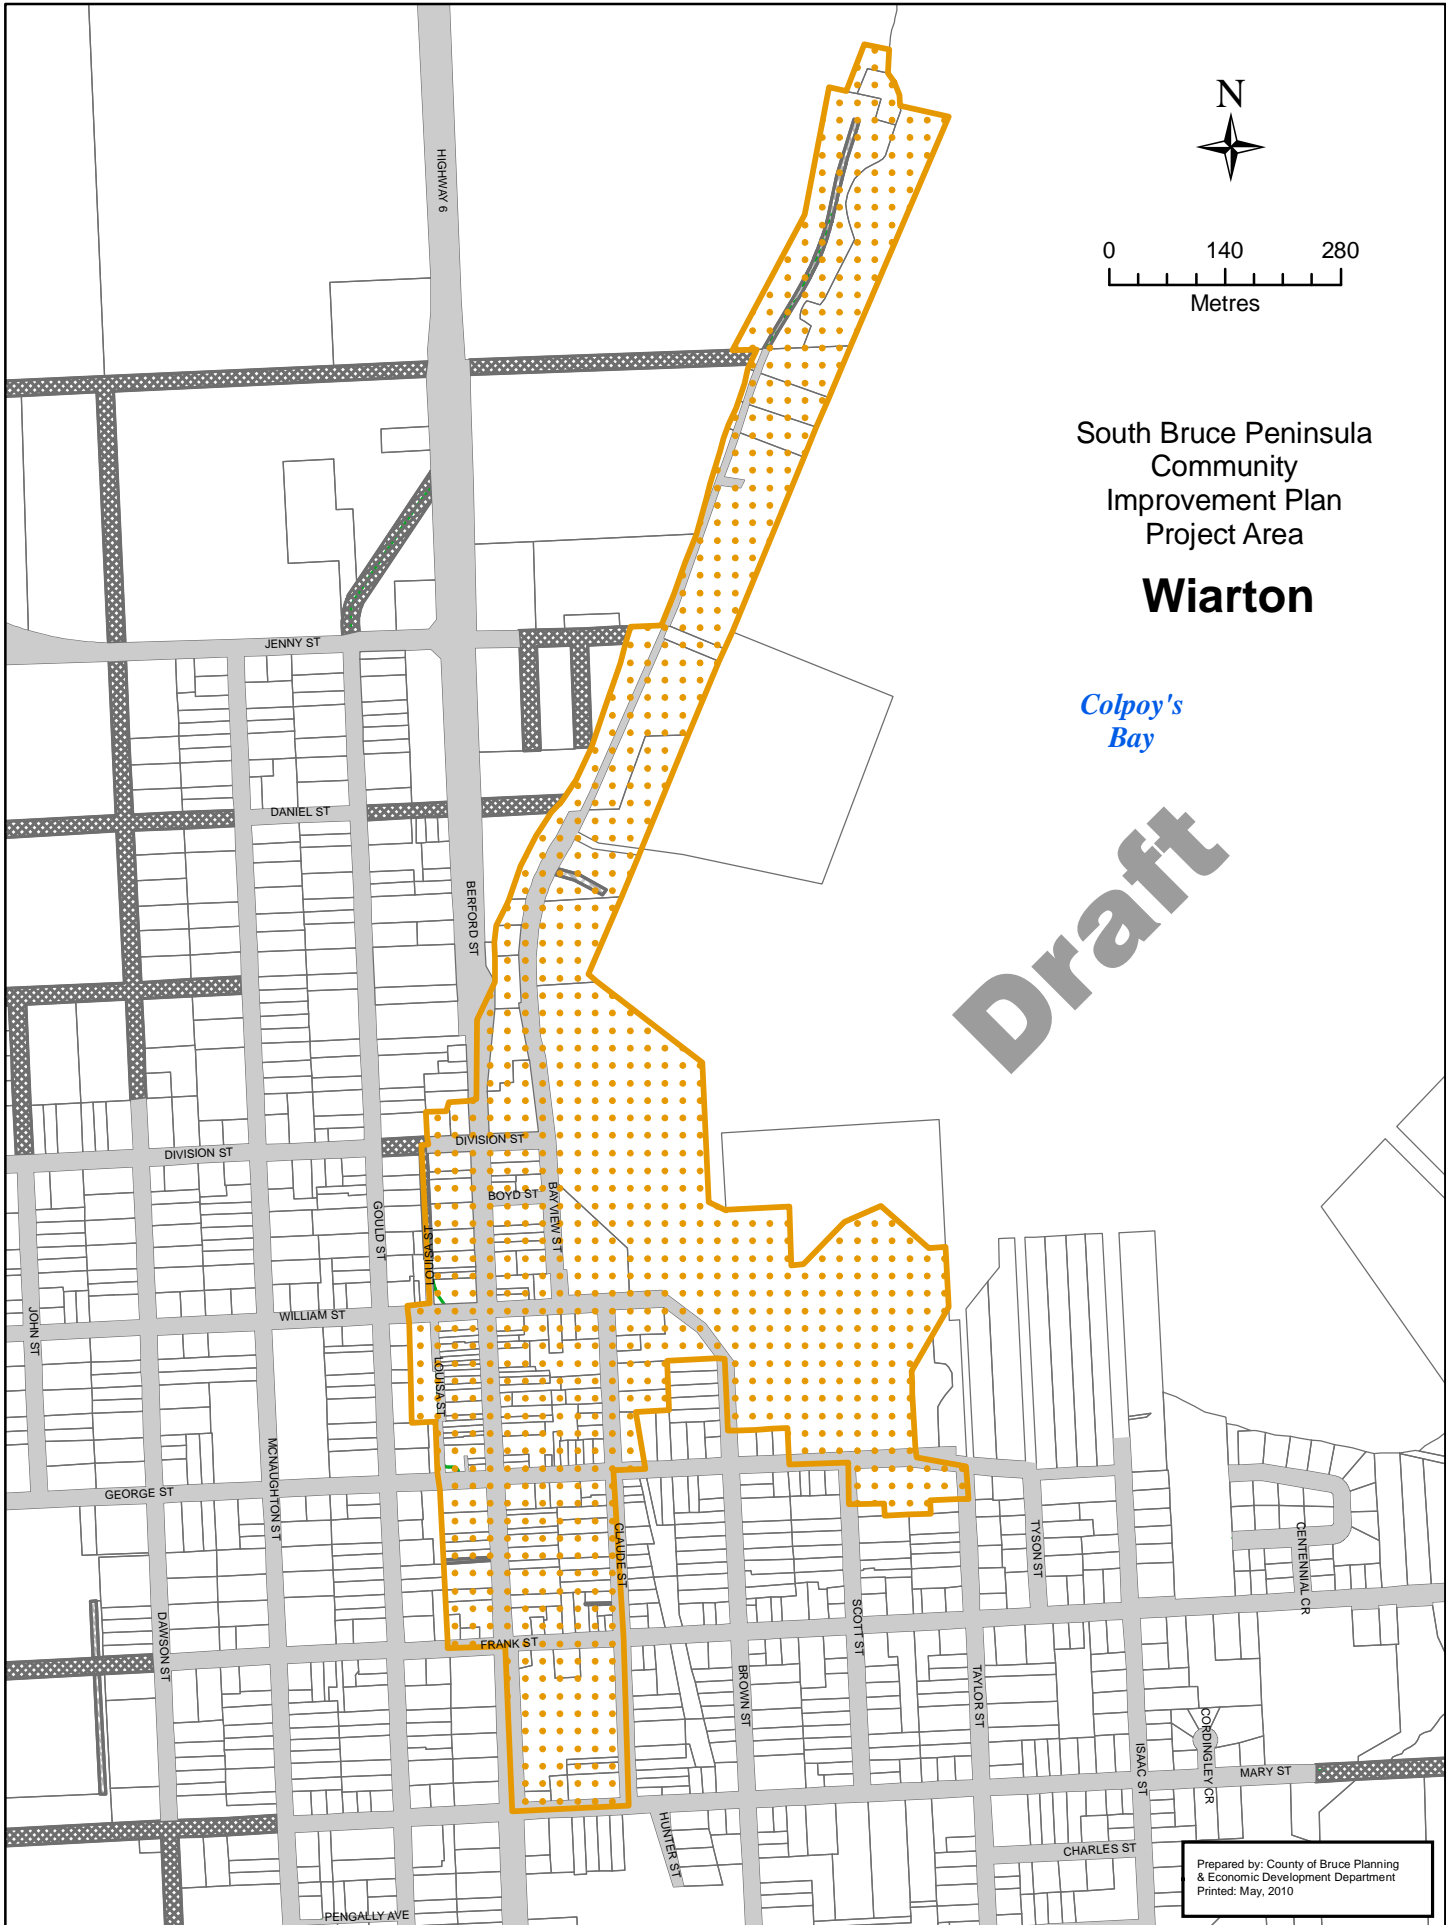 N
0 140 280
Metres
South Bruce Peninsula
Community
Improvement Plan
Project Area
Wiarton
Colpoy's
Bay
Draft
HIGHWAY 6
JENNY ST
DANIEL ST
BERFORD ST
DIVISION ST
DIVISION ST
BOYD ST
BAYVIEW ST
GOULD ST
LOUISA ST
WILLIAM ST
JOHN ST
LOUISA ST
MCNAUGHTON ST
GEORGE ST
CLAUDE ST
TYSON ST
CENTENNIAL CR
DAWSON ST
SCOTT ST
FRANK ST
BROWN ST
TAYLOR ST
CORDINGLEY CR
ISAAC ST
MARY ST
HUNTER ST
CHARLES ST
PENGALLY AVE
Prepared by: County of Bruce Planning
& Economic Development Department
Printed: May, 2010